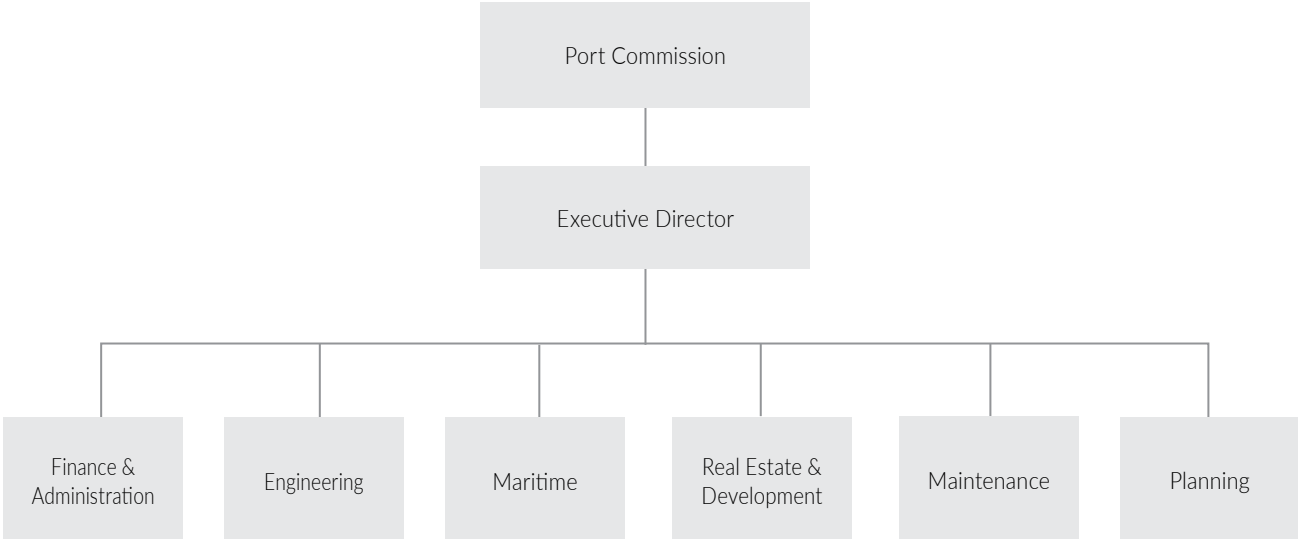 Port Commission
Executive Director
Finance &
Administration
Engineering
Maritime
Real Estate &
Development
Maintenance
Planning